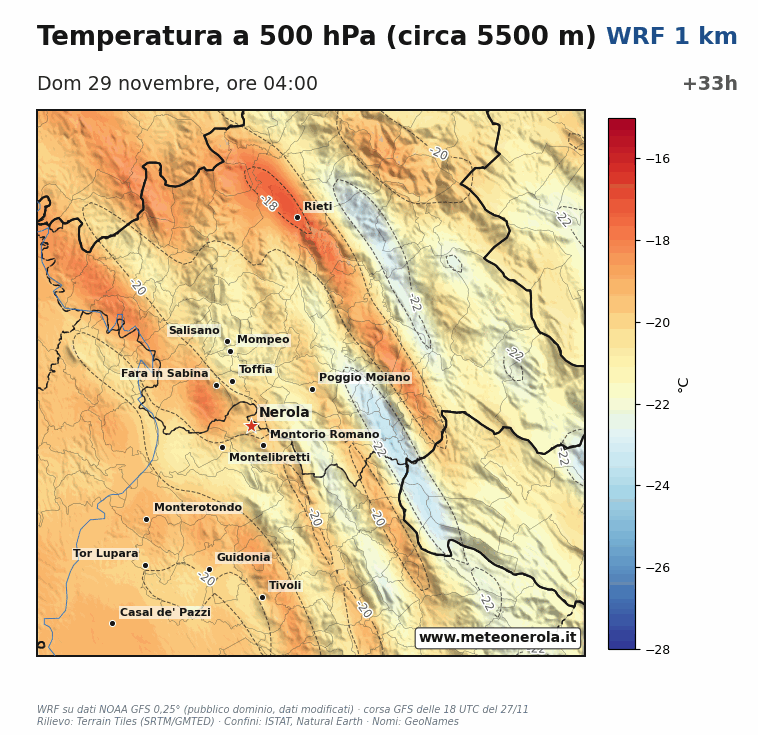 Temperatura a 500 hPa (circa 5500 m) WRF 1 km
Dom 29 novembre, ore 04:00 +33h
-20
-18
Rieti
-22
-20
-22
Salisano
Mompeo
-22
Fara in Sabina
Toffia
Poggio Moiano
Nerola
Montorio Romano
-22
Montelibretti
-22
Monterotondo
-20
-20
Tor Lupara
Guidonia
-20
Tivoli
-20
-22
Casal de' Pazzi
www.meteonerola.it
-22
−16
−18
−20
−22
−24
−26
−28
°C
WRF su dati NOAA GFS 0,25° (pubblico dominio, dati modificati) · corsa GFS delle 18 UTC del 27/11
Rilievo: Terrain Tiles (SRTM/GMTED) · Confini: ISTAT, Natural Earth · Nomi: GeoNames